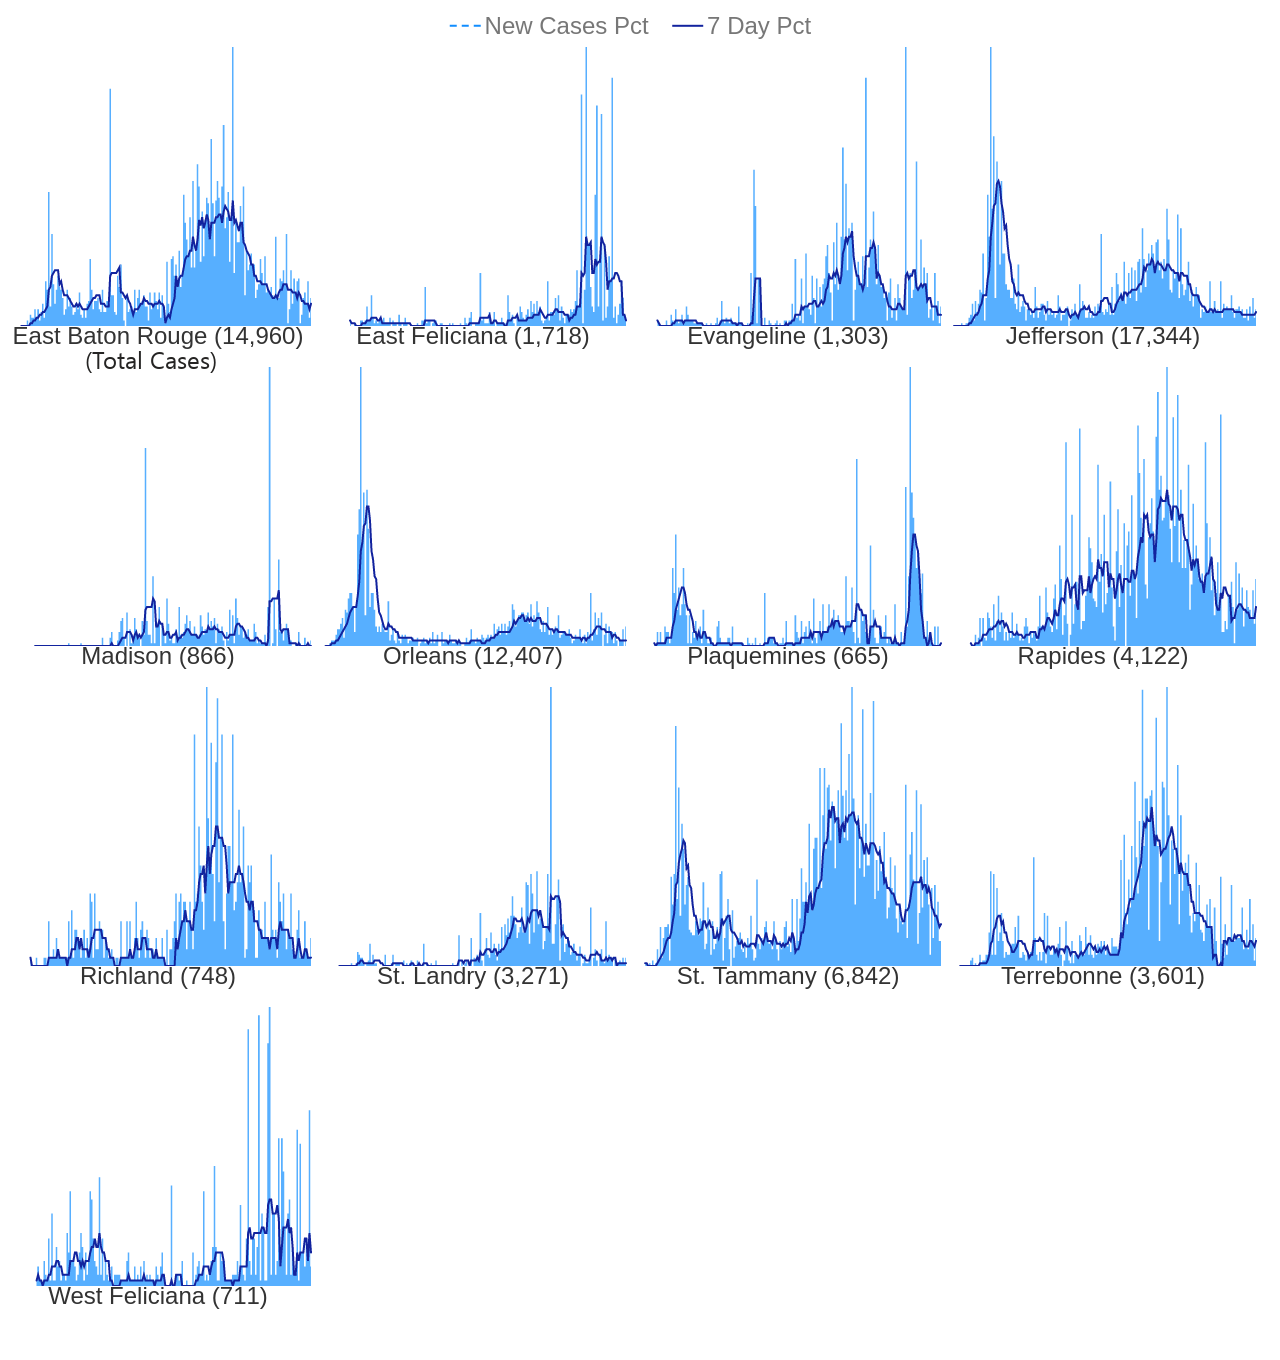 New Cases Pct 7 Day Pct
East Baton Rouge (14,960)
(Total Cases)
East Feliciana (1,718)
Evangeline (1,303)
Jefferson (17,344)
Madison (866)
Orleans (12,407)
Plaquemines (665)
Rapides (4,122)
Richland (748)
St. Landry (3,271)
St. Tammany (6,842)
Terrebonne (3,601)
West Feliciana (711)